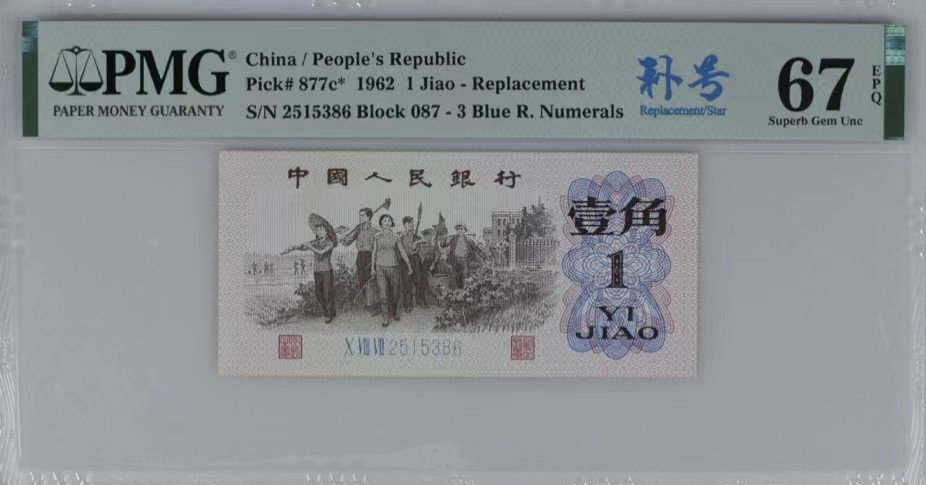 PMG®
PAPER MONEY GUARANTY
China / People's Republic
Pick# 877c* 1962 1 Jiao - Replacement
S/N 2515386 Block 087 - 3 Blue R. Numerals
补号
Replacement/Star
67
EPQ
Superb Gem Unc
中國人民銀行
壹角
1
YI
JIAO
X VIII VII 2515386